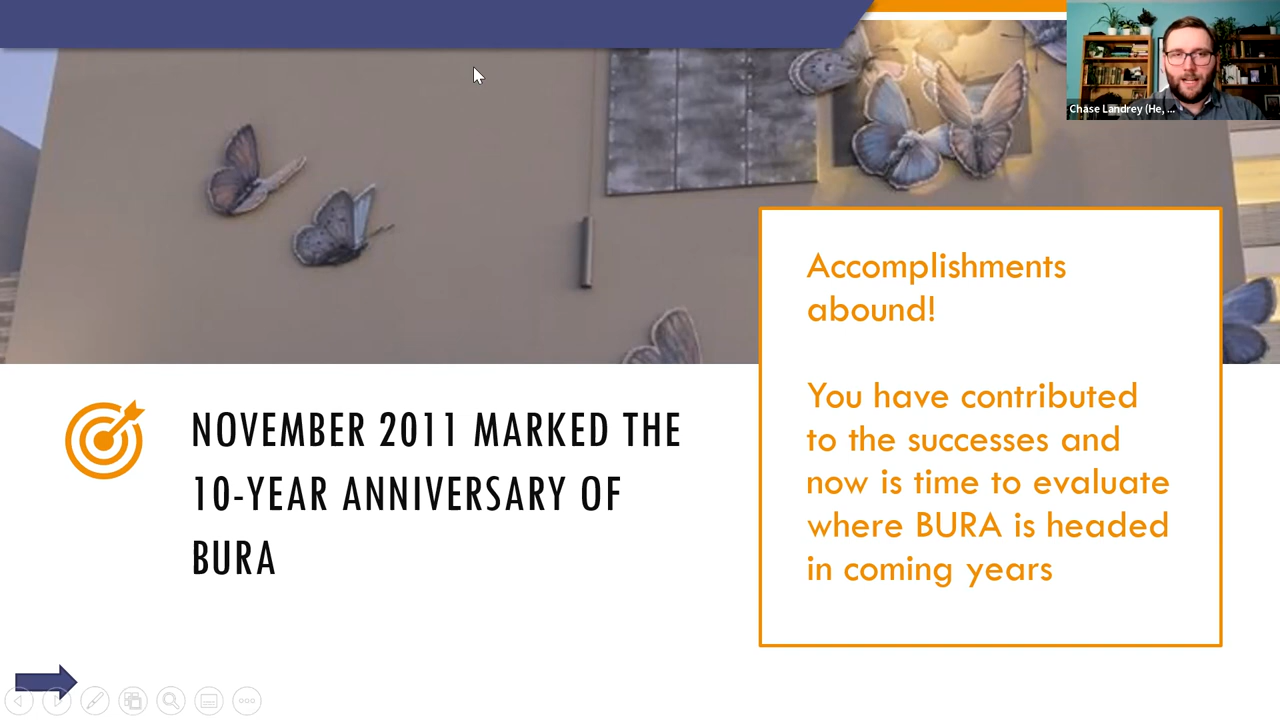 Chase Landrey (He, ...
Accomplishments
abound!
You have contributed
to the successes and
now is time to evaluate
where BURA is headed
in coming years
NOVEMBER 2011 MARKED THE
10-YEAR ANNIVERSARY OF
BURA